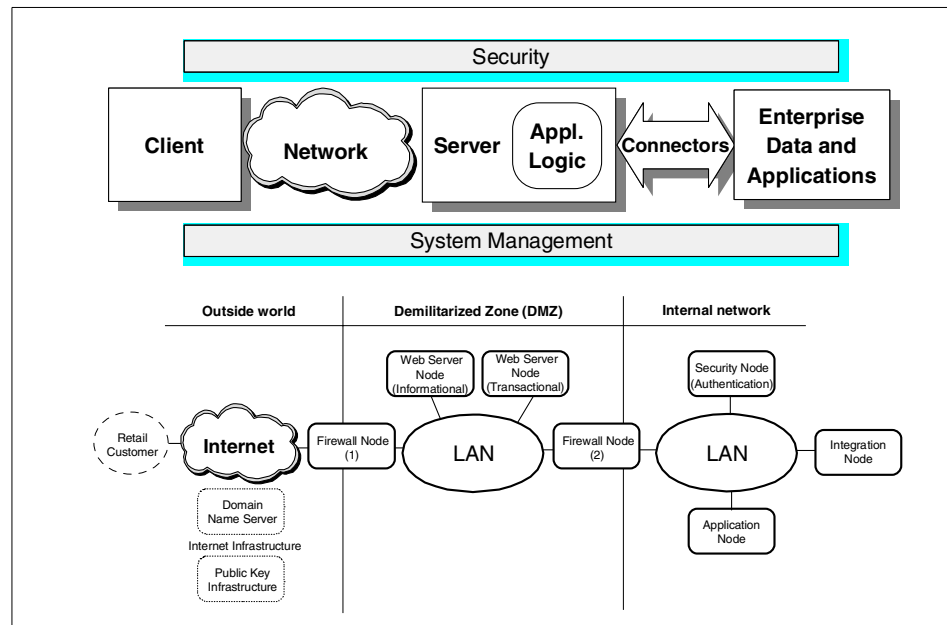 Security
Client
Network
Server
Appl.
Logic
Connectors
Enterprise
Data and
Applications
System Management
Outside world
Demilitarized Zone (DMZ)
Internal network
Web Server
Node
(Informational)
Web Server
Node
(Transactional)
Security Node
(Authentication)
Retail
Customer
Internet
Firewall Node
(1)
LAN
Firewall Node
(2)
LAN
Integration
Node
Domain
Name Server
Internet Infrastructure
Public Key
Infrastructure
Application
Node